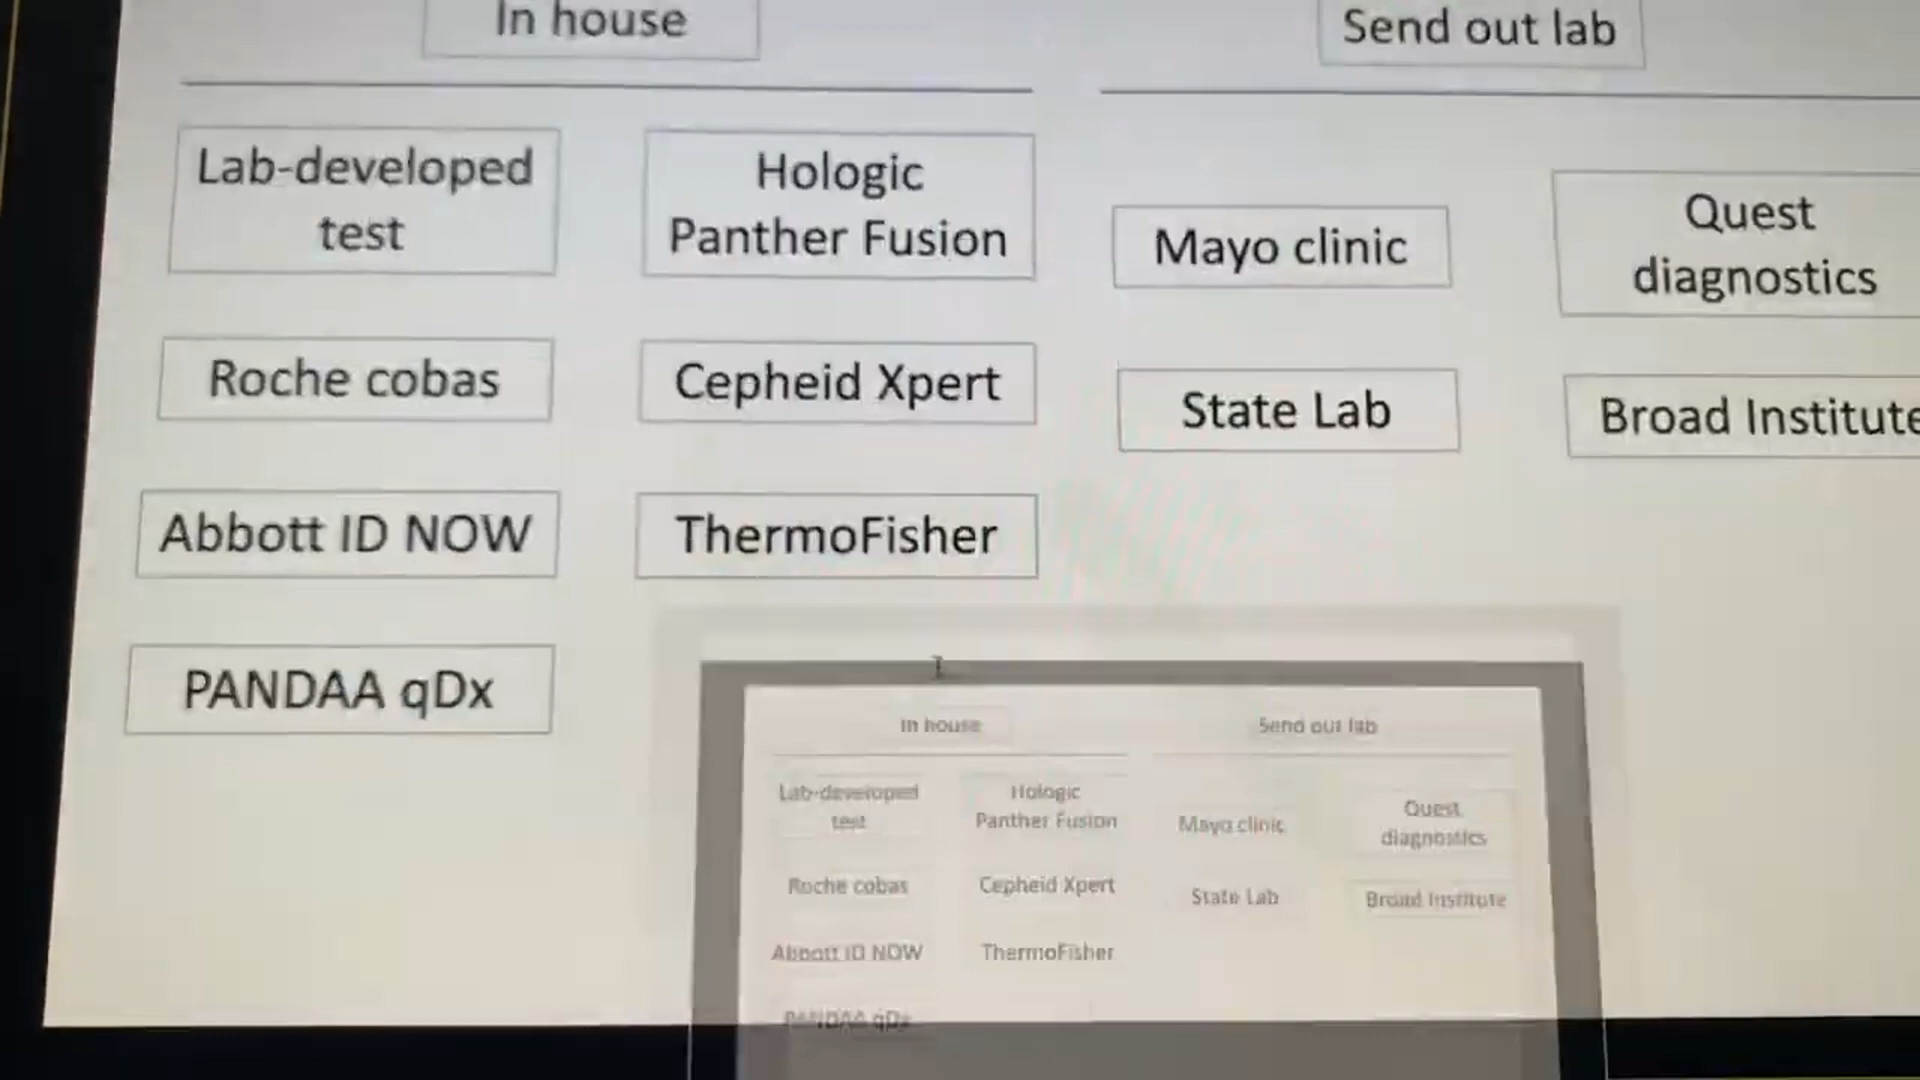 In house
Send out lab
Lab-developed
test
Hologic
Panther Fusion
Mayo clinic
Quest
diagnostics
Roche cobas
Cepheid Xpert
State Lab
Broad Institute
Abbott ID NOW
ThermoFisher
PANDAA qDx
In house
Send out lab
Lab-developed
test
Hologic
Panther Fusion
Mayo clinic
Quest
diagnostics
Roche cobas
Cepheid Xpert
State Lab
Broad Institute
Abbott ID NOW
ThermoFisher
PANDAA qDx